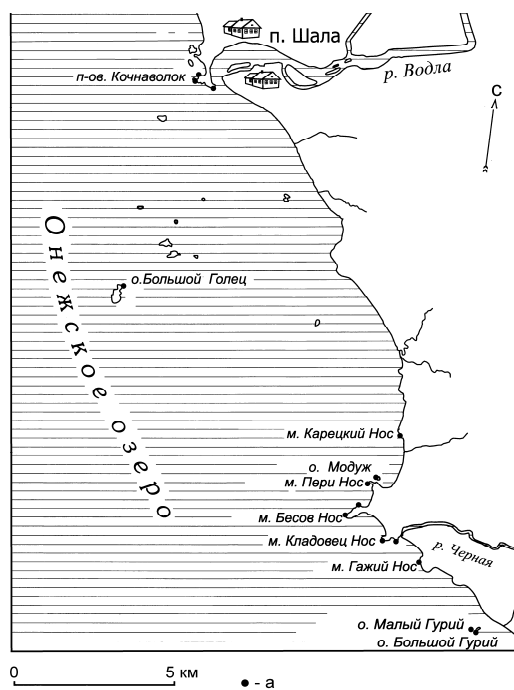 п. Шала
п-ов. Кочнаволок
р. Водла
С
Онежское озеро
о.Большой Голец
м. Карецкий Нос
о. Модуж
м. Пери Нос
м. Бесов Нос
м. Кладовец Нос
р. Черная
м. Гажий Нос
о. Малый Гурий
о. Большой Гурий
0 5 км
- а